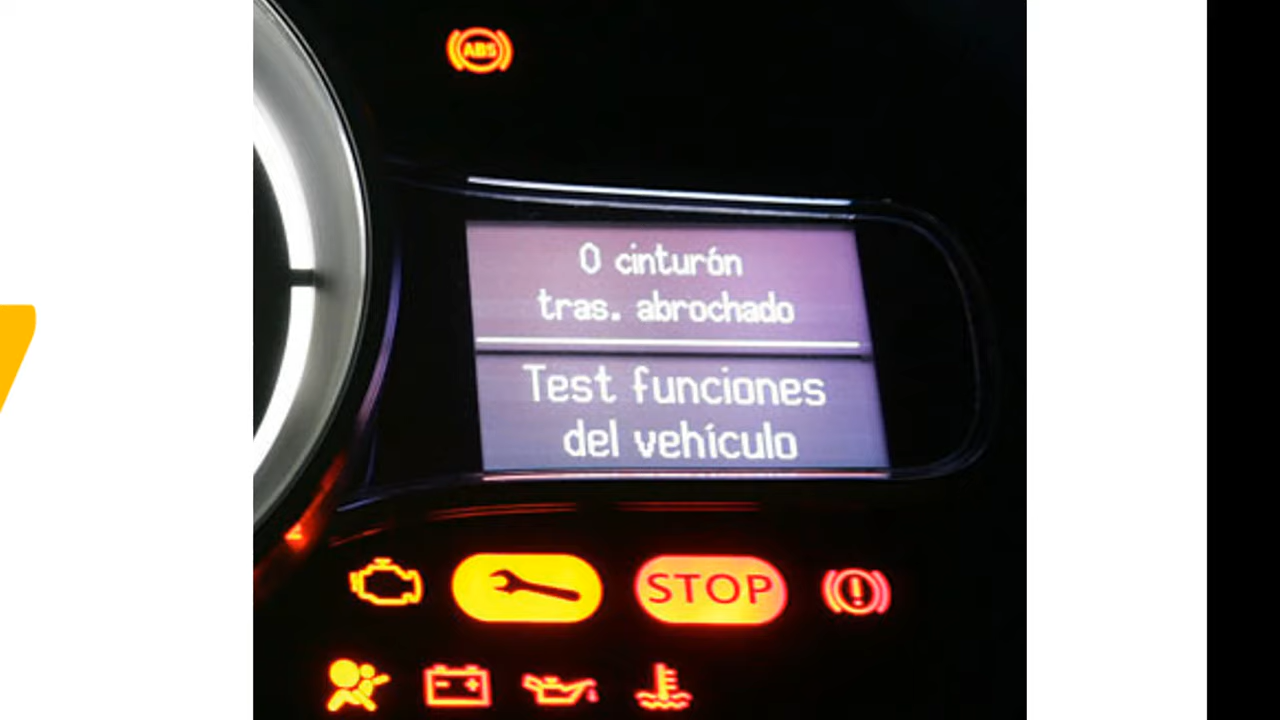 ABS
0 cinturón
tras. abrochado
Test funciones
del vehículo
STOP